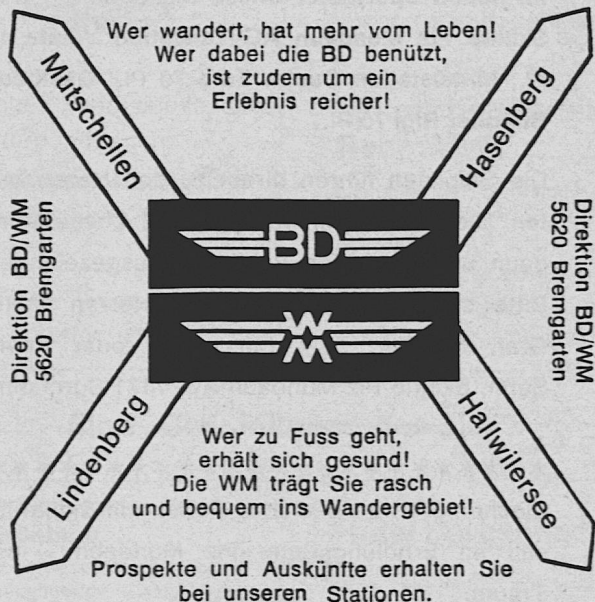 Wer wandert, hat mehr vom Leben!
Wer dabei die BD benützt,
ist zudem um ein
Erlebnis reicher!
Mutschellen
Hasenberg
Direktion BD/WM
5620 Bremgarten
BD
WM
Direktion BD/WM
5620 Bremgarten
Lindenberg
Hallwilersee
Wer zu Fuss geht,
erhält sich gesund!
Die WM trägt Sie rasch
und bequem ins Wandergebiet!
Prospekte und Auskünfte erhalten Sie
bei unseren Stationen.